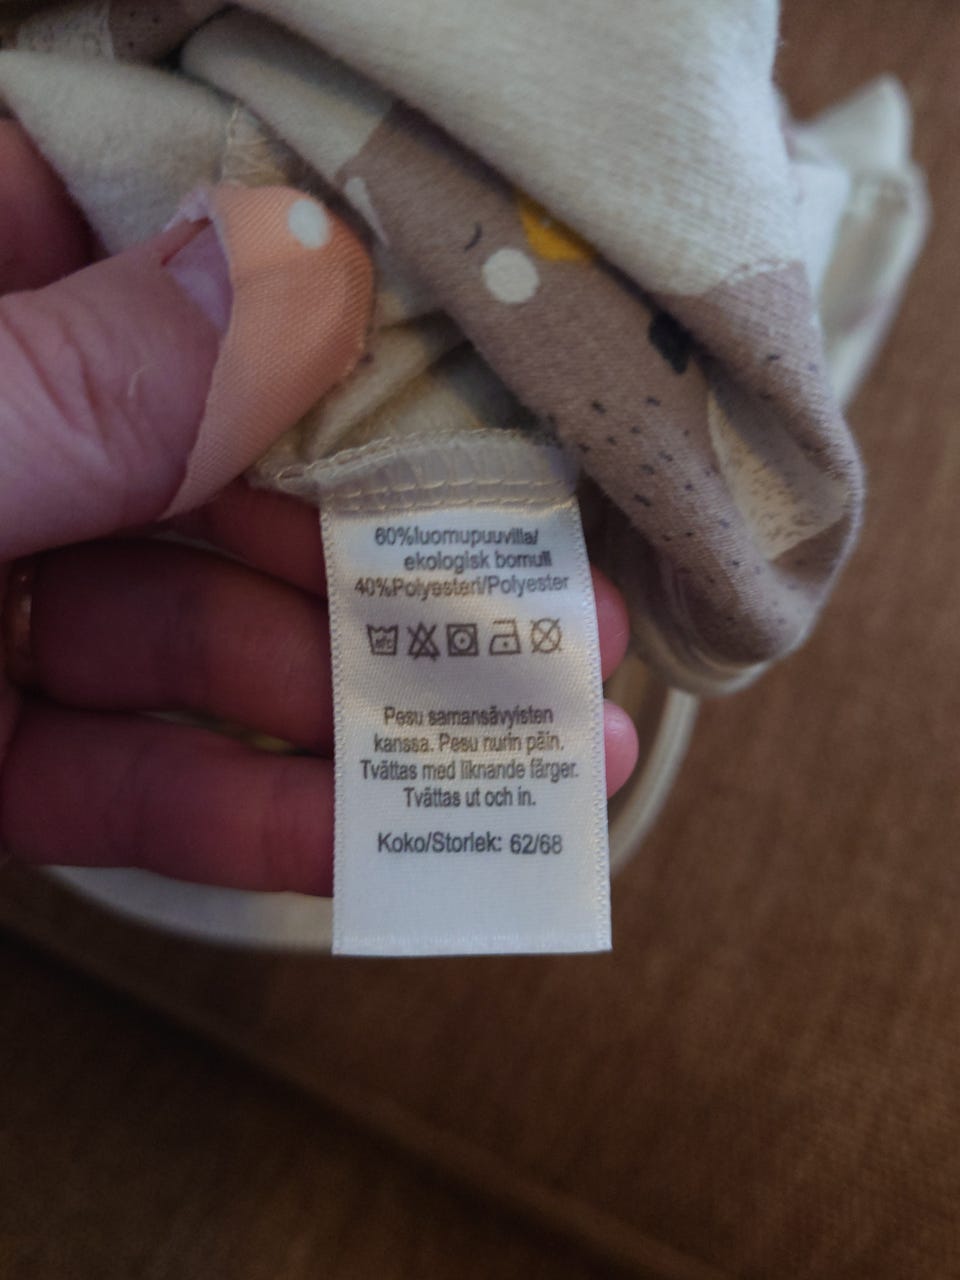 60%luomupuuvilla/
ekologisk bomull
40%Polyesteri/Polyester
Pesu samansävyisten
kanssa. Pesu nurin päin.
Tvättas med liknande färger.
Tvättas ut och in.
Koko/Storlek: 62/68